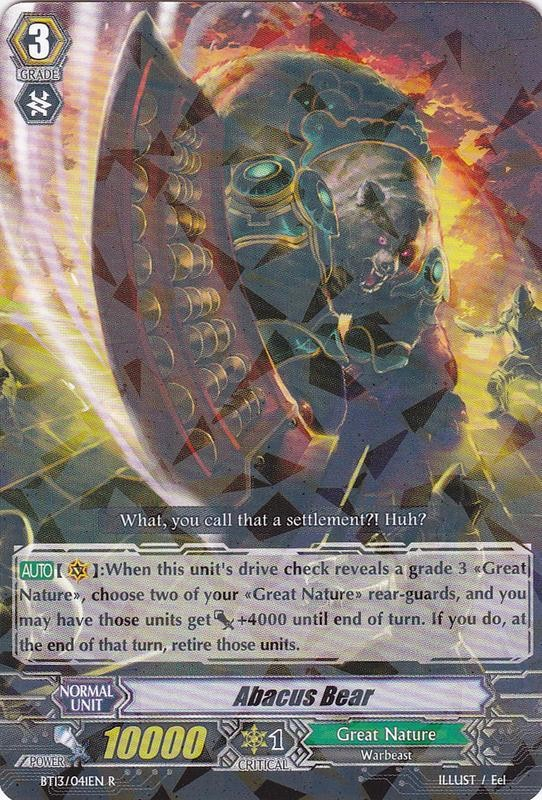 3
GRADE
What, you call that a settlement?! Huh?
AUTO【 】:When this unit's drive check reveals a grade 3 «Great
Nature», choose two of your «Great Nature» rear-guards, and you
may have those units get +4000 until end of turn. If you do, at
the end of that turn, retire those units.
NORMAL
UNIT
Abacus Bear
POWER
10000
1
CRITICAL
Great Nature
Warbeast
BT13/041EN R
ILLUST / Eel